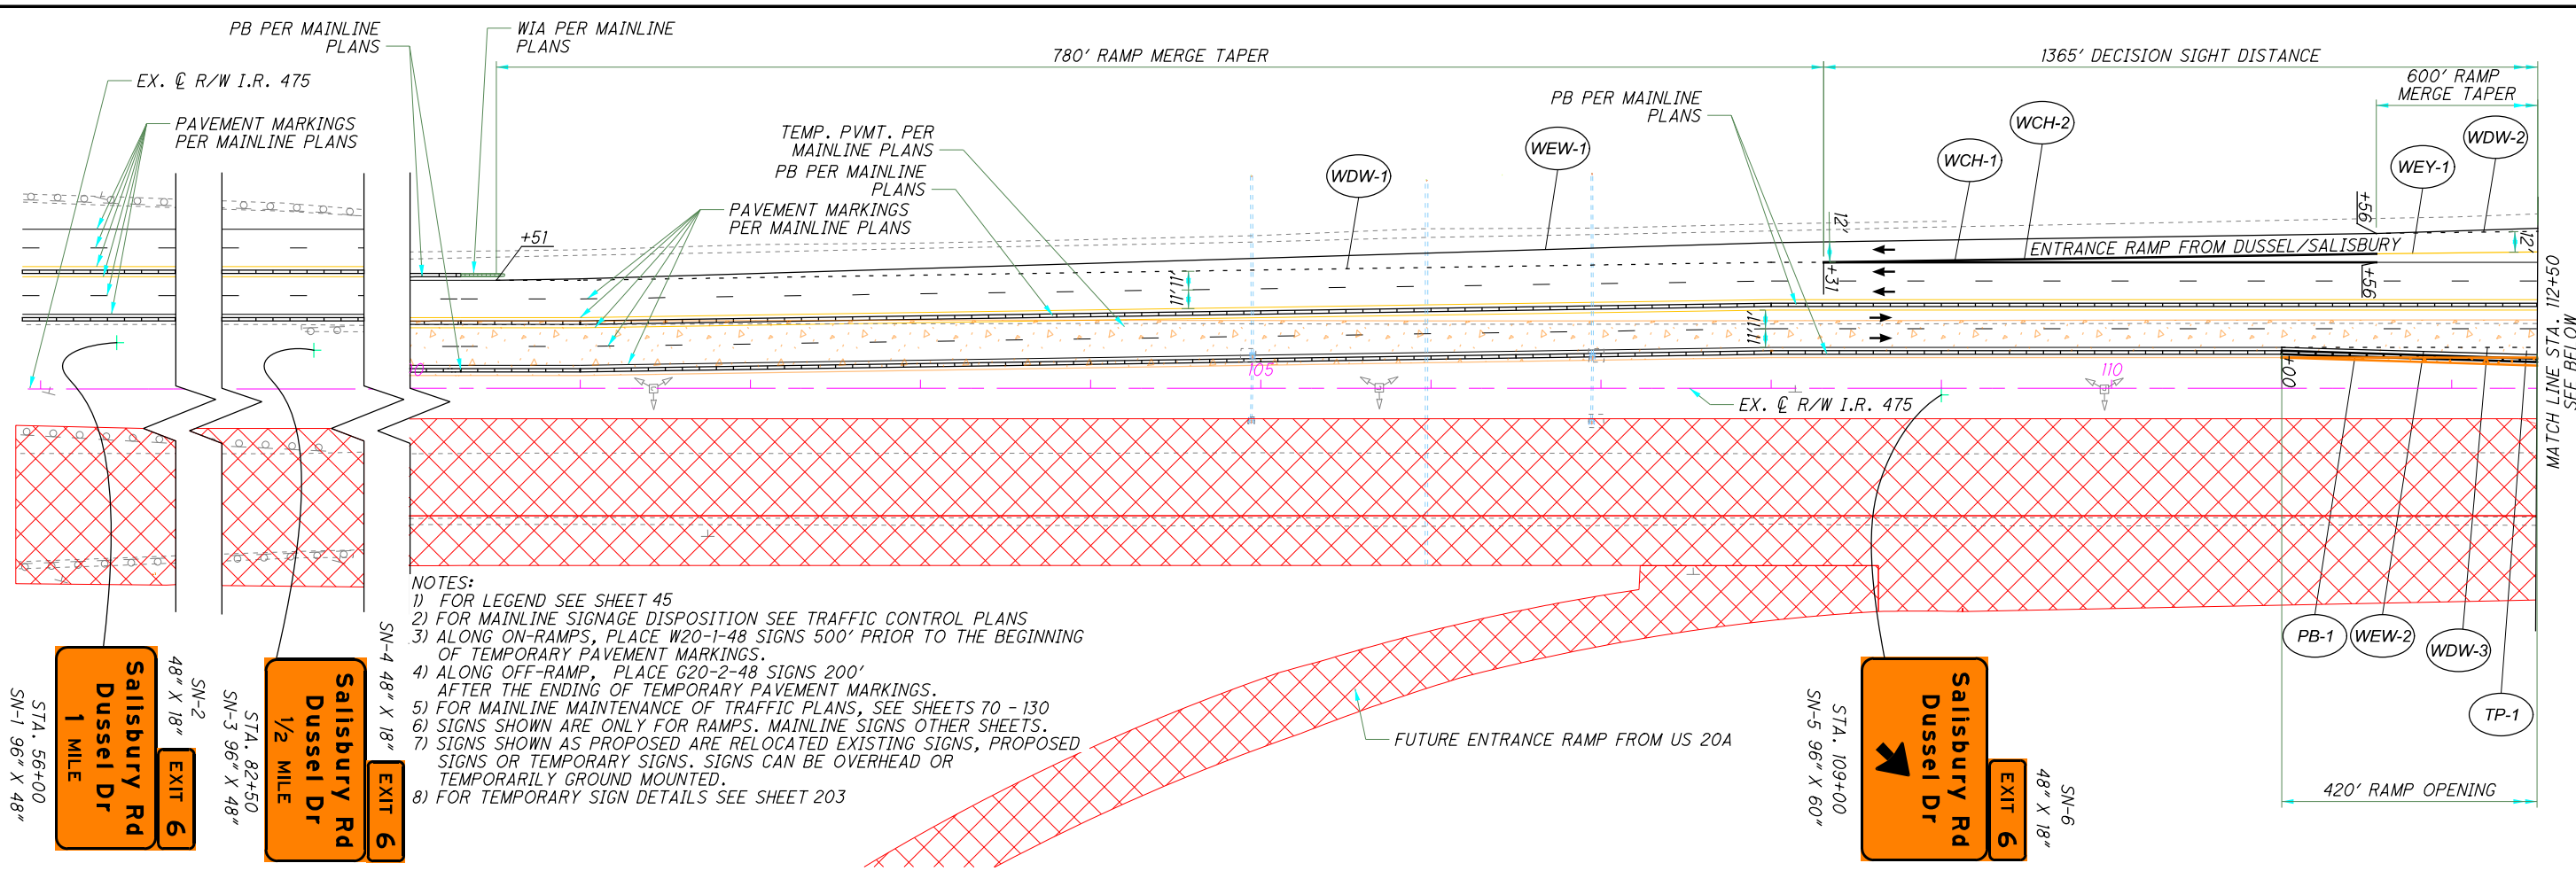 PB PER MAINLINE
PLANS
WIA PER MAINLINE
PLANS
780' RAMP MERGE TAPER
1365' DECISION SIGHT DISTANCE
600' RAMP
MERGE TAPER
EX. ℄ R/W I.R. 475
PAVEMENT MARKINGS
PER MAINLINE PLANS
TEMP. PVMT. PER
MAINLINE PLANS
PB PER MAINLINE
PLANS
PAVEMENT MARKINGS
PER MAINLINE PLANS
PB PER MAINLINE
PLANS
WDW-1
WEW-1
WCH-1
WCH-2
WEY-1
WDW-2
+51
12'
+31
+56
+56
12'
11'
11'
11'
11'
ENTRANCE RAMP FROM DUSSEL/SALISBURY
MATCH LINE STA. 112+50
SEE BELOW
0
105
110
+00
EX. ℄ R/W I.R. 475
NOTES:
1) FOR LEGEND SEE SHEET 45
2) FOR MAINLINE SIGNAGE DISPOSITION SEE TRAFFIC CONTROL PLANS
3) ALONG ON-RAMPS, PLACE W20-1-48 SIGNS 500' PRIOR TO THE BEGINNING
OF TEMPORARY PAVEMENT MARKINGS.
4) ALONG OFF-RAMP, PLACE G20-2-48 SIGNS 200'
AFTER THE ENDING OF TEMPORARY PAVEMENT MARKINGS.
5) FOR MAINLINE MAINTENANCE OF TRAFFIC PLANS, SEE SHEETS 70 - 130
6) SIGNS SHOWN ARE ONLY FOR RAMPS. MAINLINE SIGNS OTHER SHEETS.
7) SIGNS SHOWN AS PROPOSED ARE RELOCATED EXISTING SIGNS, PROPOSED
SIGNS OR TEMPORARY SIGNS. SIGNS CAN BE OVERHEAD OR
TEMPORARILY GROUND MOUNTED.
8) FOR TEMPORARY SIGN DETAILS SEE SHEET 203
SN-2
48" X 18"
EXIT 6
Salisbury Rd
Dussel Dr
1 MILE
STA. 56+00
SN-1 96" X 48"
SN-4 48" X 18"
EXIT 6
Salisbury Rd
Dussel Dr
1/2 MILE
STA. 82+50
SN-3 96" X 48"
FUTURE ENTRANCE RAMP FROM US 20A
SN-6
48" X 18"
EXIT 6
Salisbury Rd
Dussel Dr
STA. 109+00
SN-5 96" X 60"
PB-1
WEW-2
WDW-3
TP-1
420' RAMP OPENING